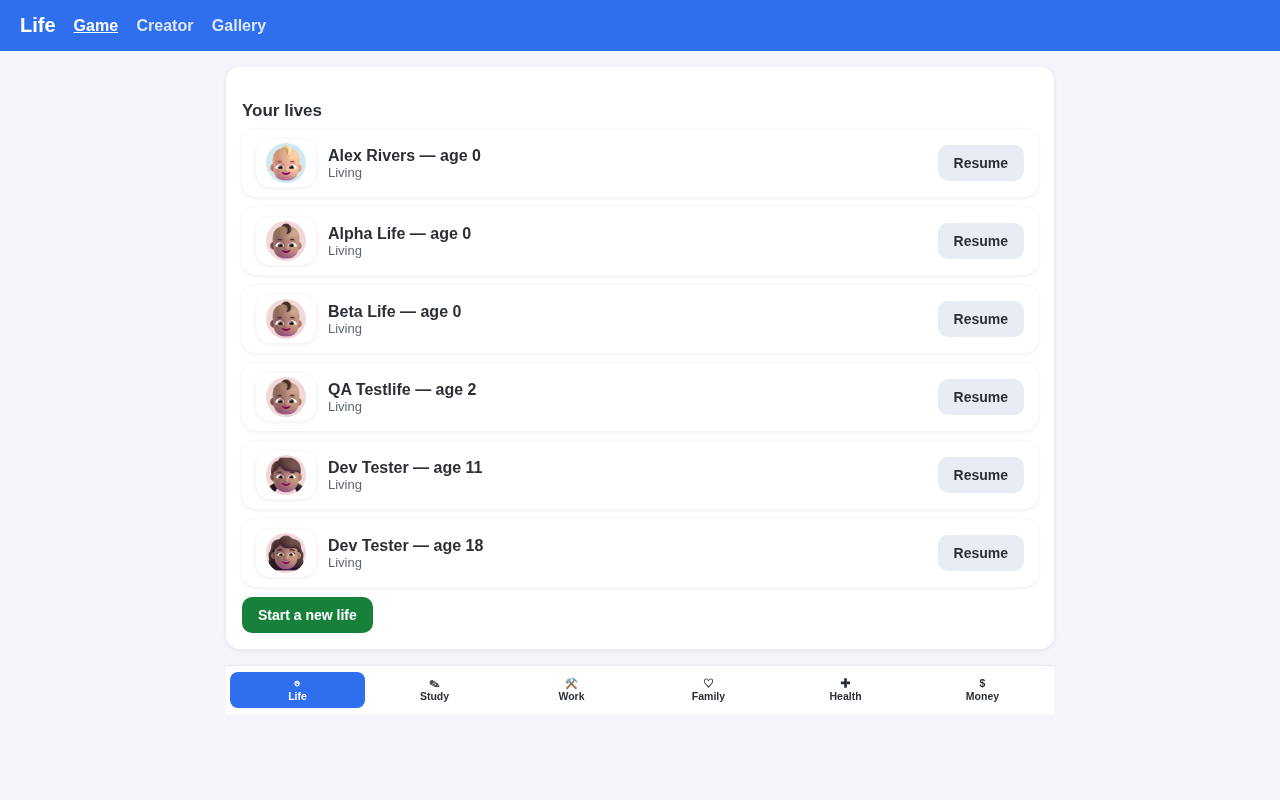 Life Game Creator Gallery
Your lives
Alex Rivers — age 0
Living
Resume
Alpha Life — age 0
Living
Resume
Beta Life — age 0
Living
Resume
QA Testlife — age 2
Living
Resume
Dev Tester — age 11
Living
Resume
Dev Tester — age 18
Living
Resume
Start a new life
Life
Study
Work
Family
Health
$
Money